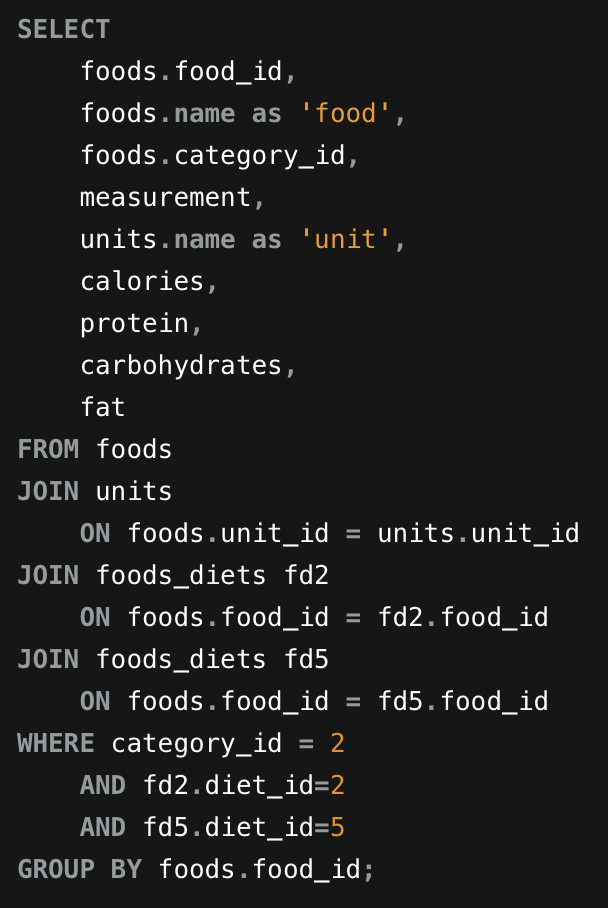 SELECT
    foods.food_id,
    foods.name as 'food',
    foods.category_id,
    measurement,
    units.name as 'unit',
    calories,
    protein,
    carbohydrates,
    fat
FROM foods
JOIN units
    ON foods.unit_id = units.unit_id
JOIN foods_diets fd2
    ON foods.food_id = fd2.food_id
JOIN foods_diets fd5
    ON foods.food_id = fd5.food_id
WHERE category_id = 2
    AND fd2.diet_id=2
    AND fd5.diet_id=5
GROUP BY foods.food_id;